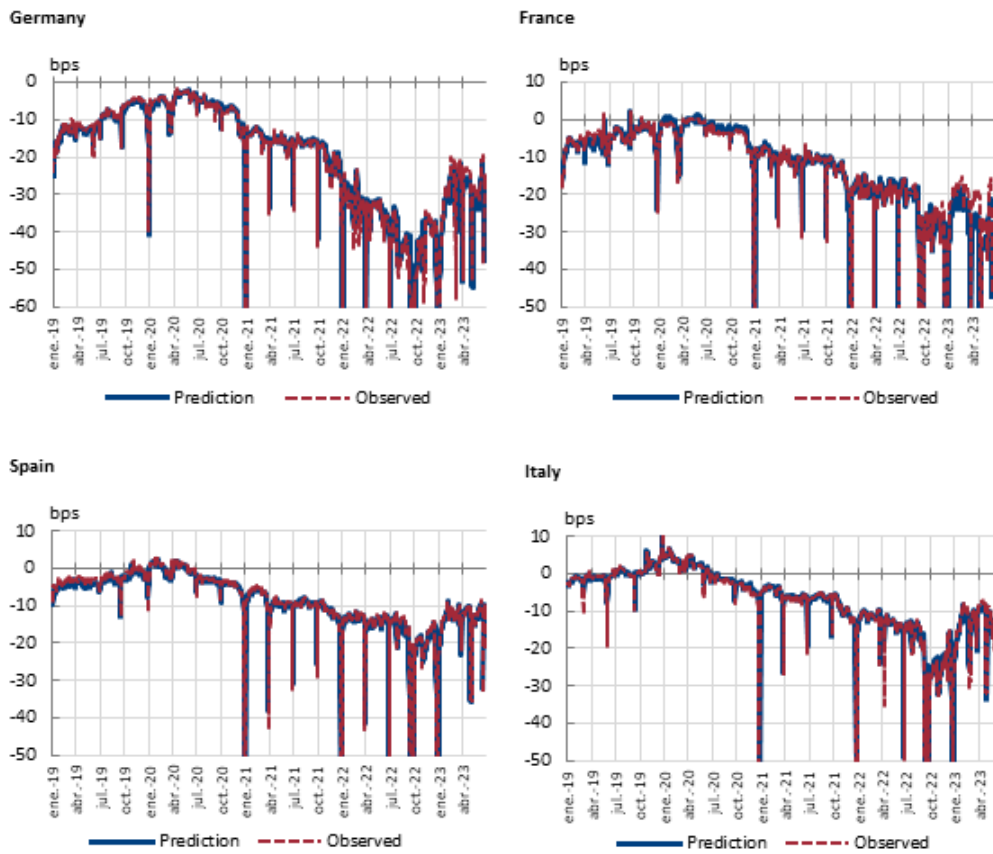 Germany
bps
0
-10
-20
-30
-40
-50
-60
ene.-19
abr.-19
jul.-19
oct.-19
ene.-20
abr.-20
jul.-20
oct.-20
ene.-21
abr.-21
jul.-21
oct.-21
ene.-22
abr.-22
jul.-22
oct.-22
ene.-23
abr.-23
Prediction Observed
France
bps
10
0
-10
-20
-30
-40
-50
ene.-19
abr.-19
jul.-19
oct.-19
ene.-20
abr.-20
jul.-20
oct.-20
ene.-21
abr.-21
jul.-21
oct.-21
ene.-22
abr.-22
jul.-22
oct.-22
ene.-23
abr.-23
Prediction Observed
Spain
bps
10
0
-10
-20
-30
-40
-50
ene.-19
abr.-19
jul.-19
oct.-19
ene.-20
abr.-20
jul.-20
oct.-20
ene.-21
abr.-21
jul.-21
oct.-21
ene.-22
abr.-22
jul.-22
oct.-22
ene.-23
abr.-23
Prediction Observed
Italy
bps
10
0
-10
-20
-30
-40
-50
ene.-19
abr.-19
jul.-19
oct.-19
ene.-20
abr.-20
jul.-20
oct.-20
ene.-21
abr.-21
jul.-21
oct.-21
ene.-22
abr.-22
jul.-22
oct.-22
ene.-23
abr.-23
Prediction Observed